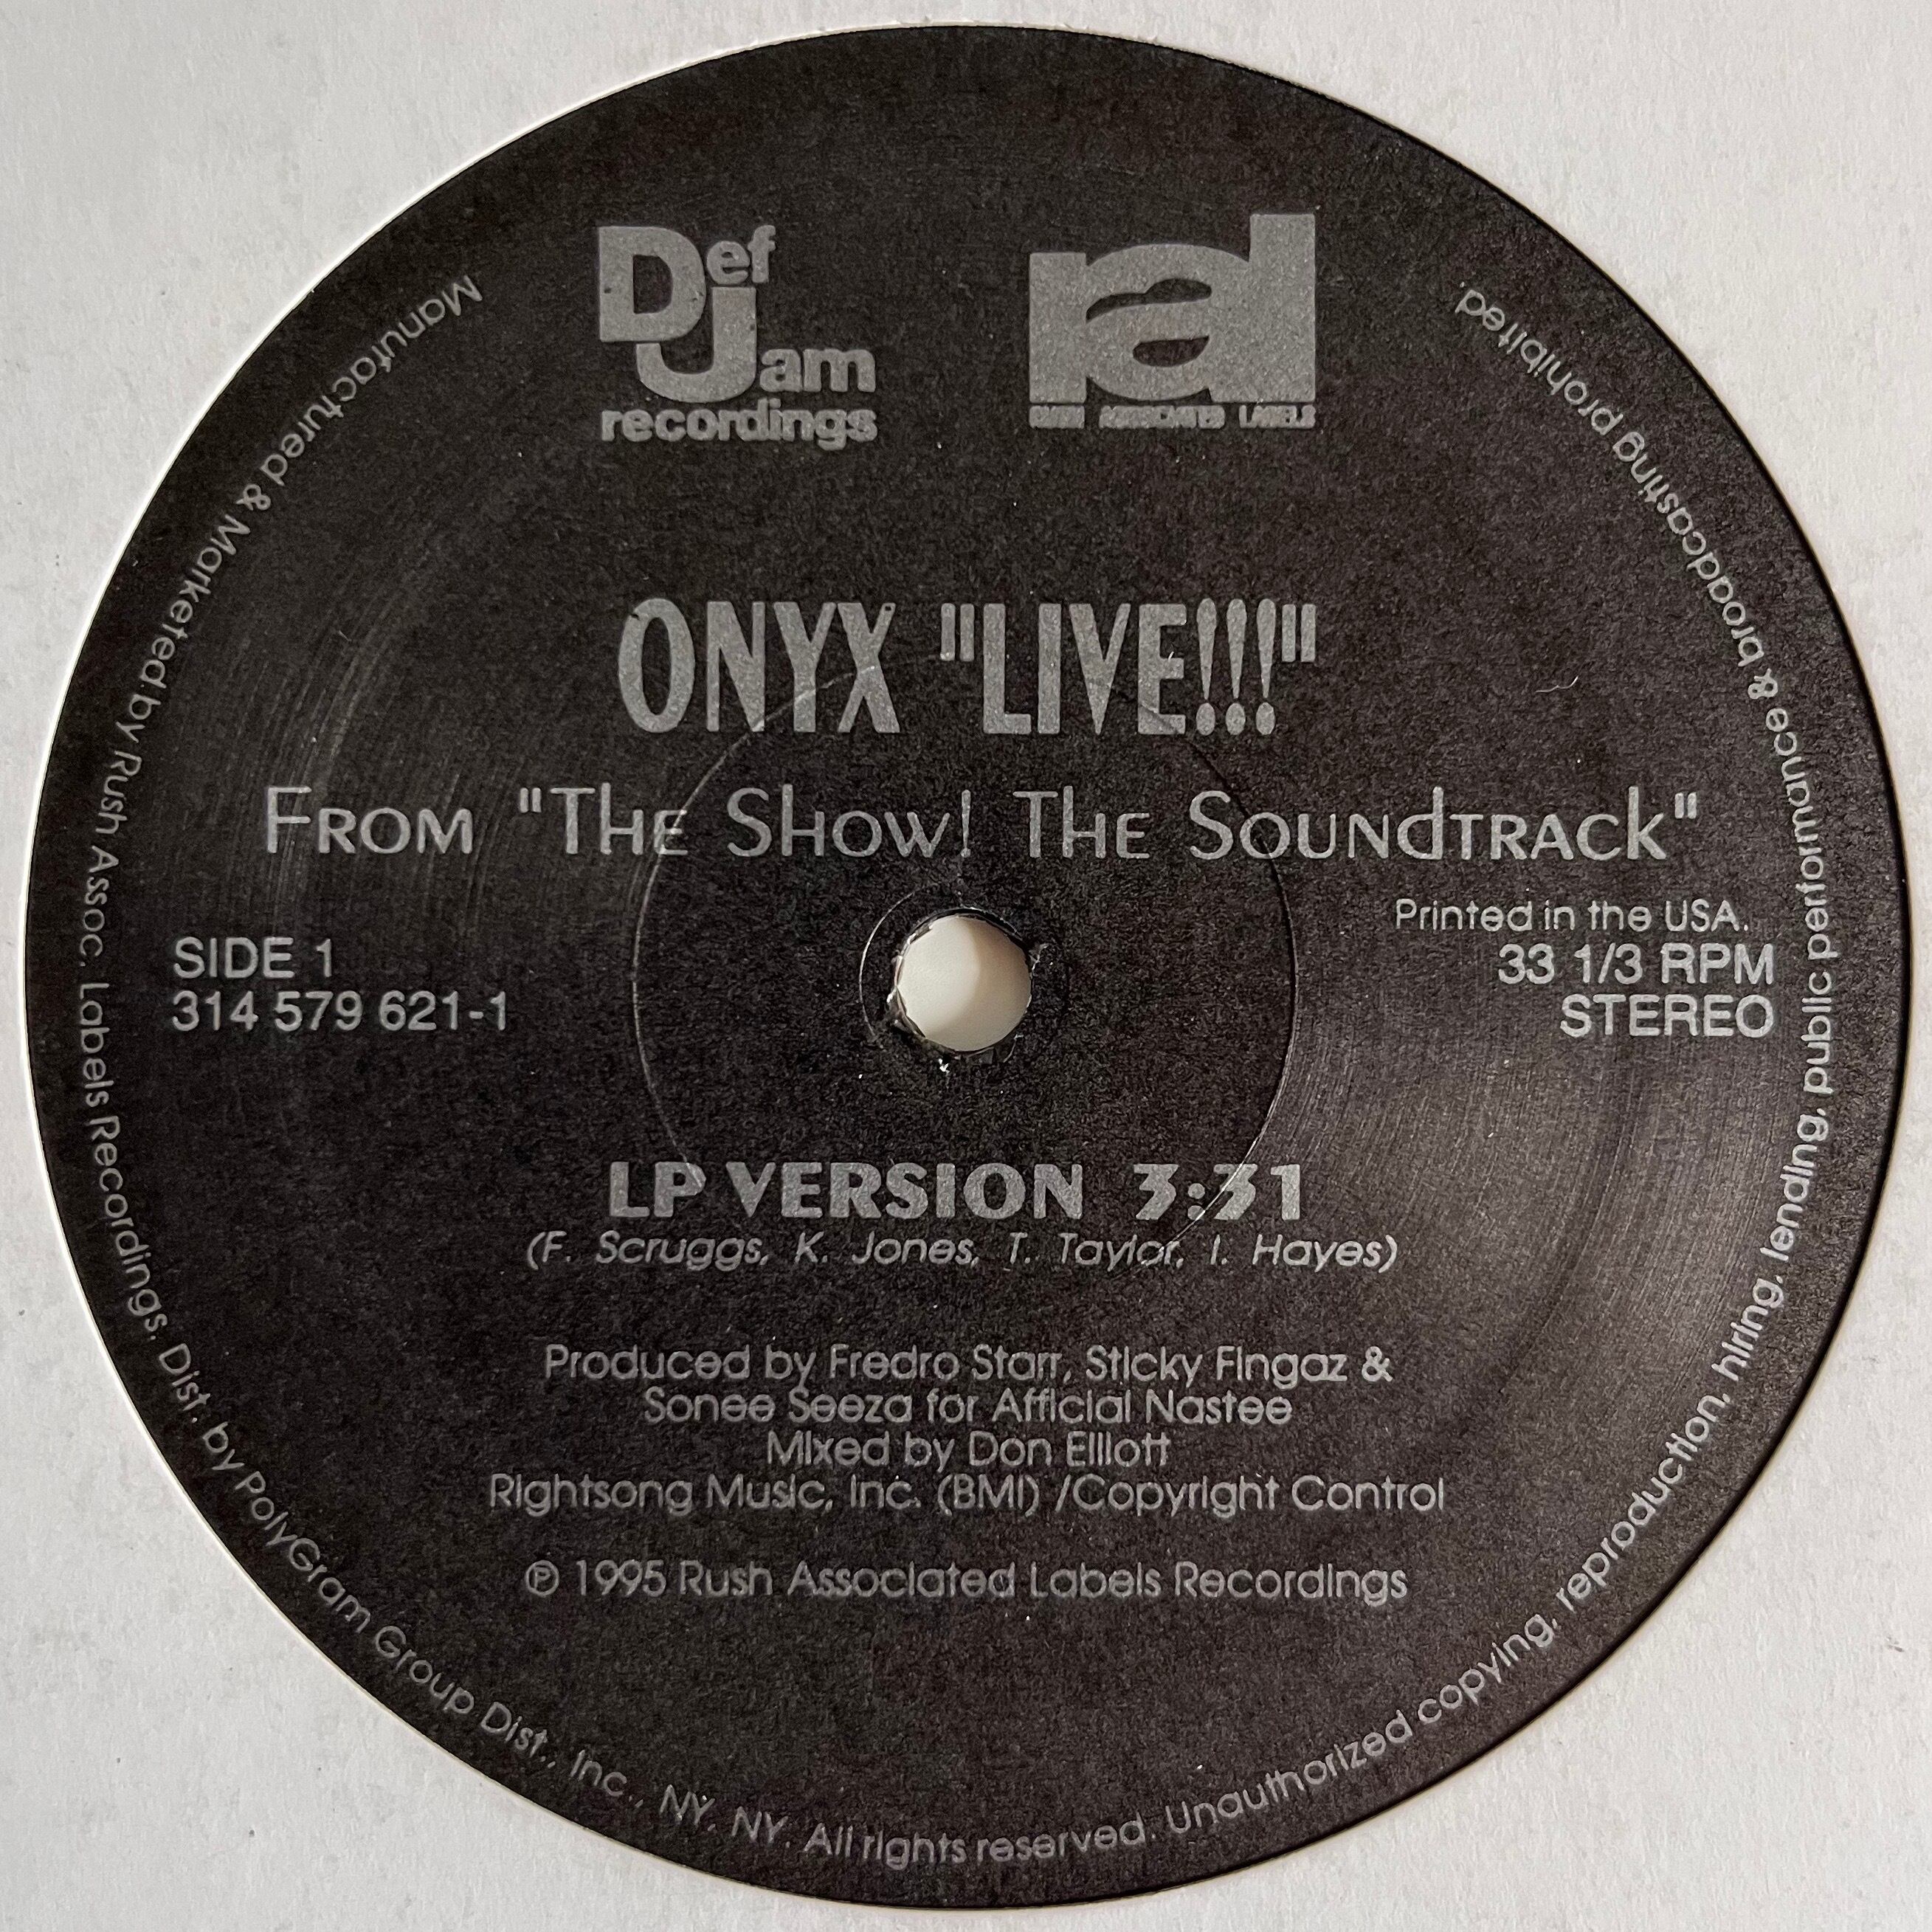 Def Jam recordings
ral
RUSH ASSOCIATED LABELS
ONYX "LIVE!!!"
FROM "THE SHOW! THE SOUNDTRACK"
Printed in the USA.
SIDE 1
33 1/3 RPM
314 579 621-1
STEREO
LP VERSION 3:31
(F. Scruggs, K. Jones, T. Taylor, I. Hayes)
Produced by Fredro Starr, Sticky Fingaz &
Sonee Seeza for Afficial Nastee
Mixed by Don Elliott
Rightsong Music, Inc. (BMI) /Copyright Control
℗ 1995 Rush Associated Labels Recordings
Manufactured & Marketed by Rush Assoc. Labels Recordings. Dist. by PolyGram Group Dist., Inc., NY, NY. All rights reserved. Unauthorized copying, reproduction, hiring, lending, public performance & broadcasting prohibited.